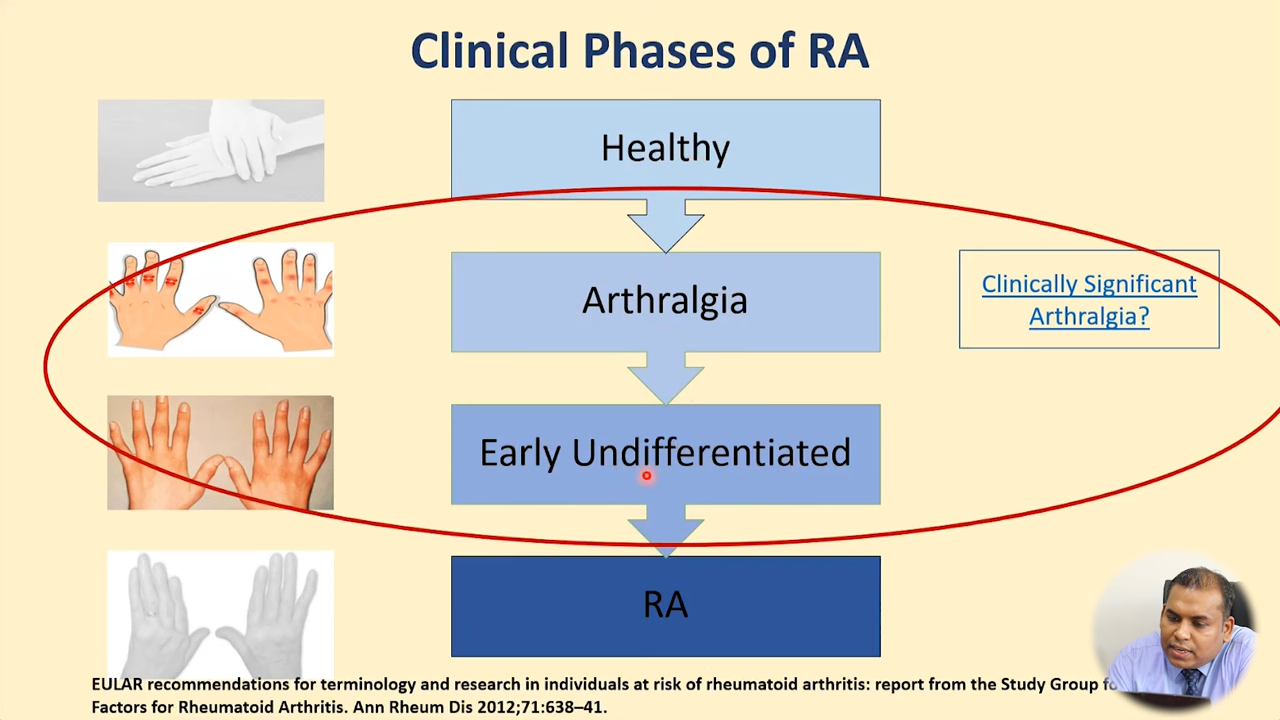 Clinical Phases of RA
Healthy
Arthralgia
Clinically Significant
Arthralgia?
Early Undifferentiated
RA
EULAR recommendations for terminology and research in individuals at risk of rheumatoid arthritis: report from the Study Group
Factors for Rheumatoid Arthritis. Ann Rheum Dis 2012;71:638–41.